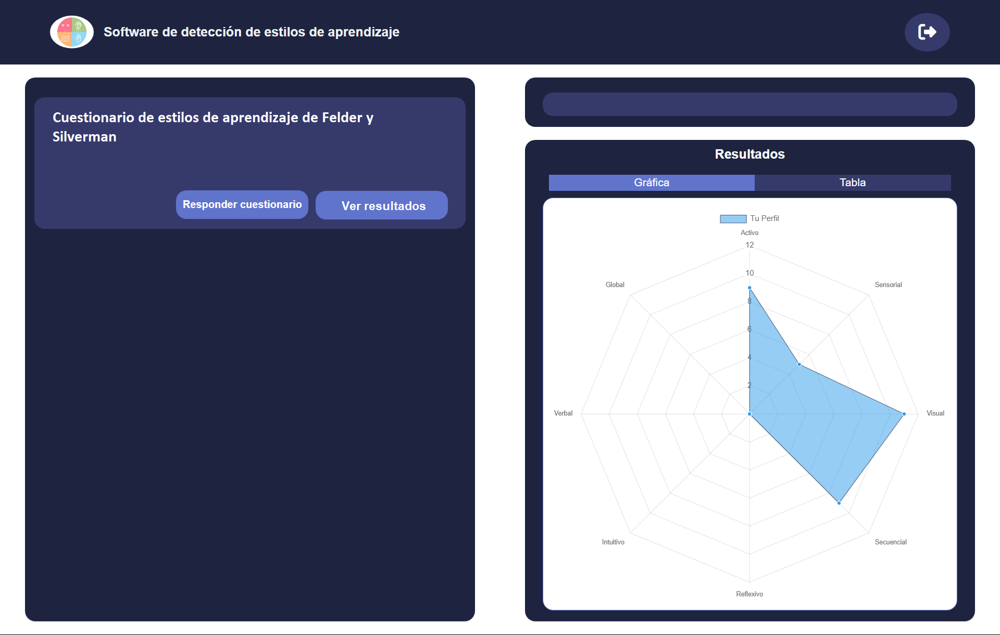 Software de detección de estilos de aprendizaje
Cuestionario de estilos de aprendizaje de Felder y
Silverman
Responder cuestionario
Ver resultados
Resultados
Gráfica
Tabla
Tu Perfil
Activo
12
10
8
6
4
2
Sensorial
Visual
Secuencial
Reflexivo
Intuitivo
Verbal
Global